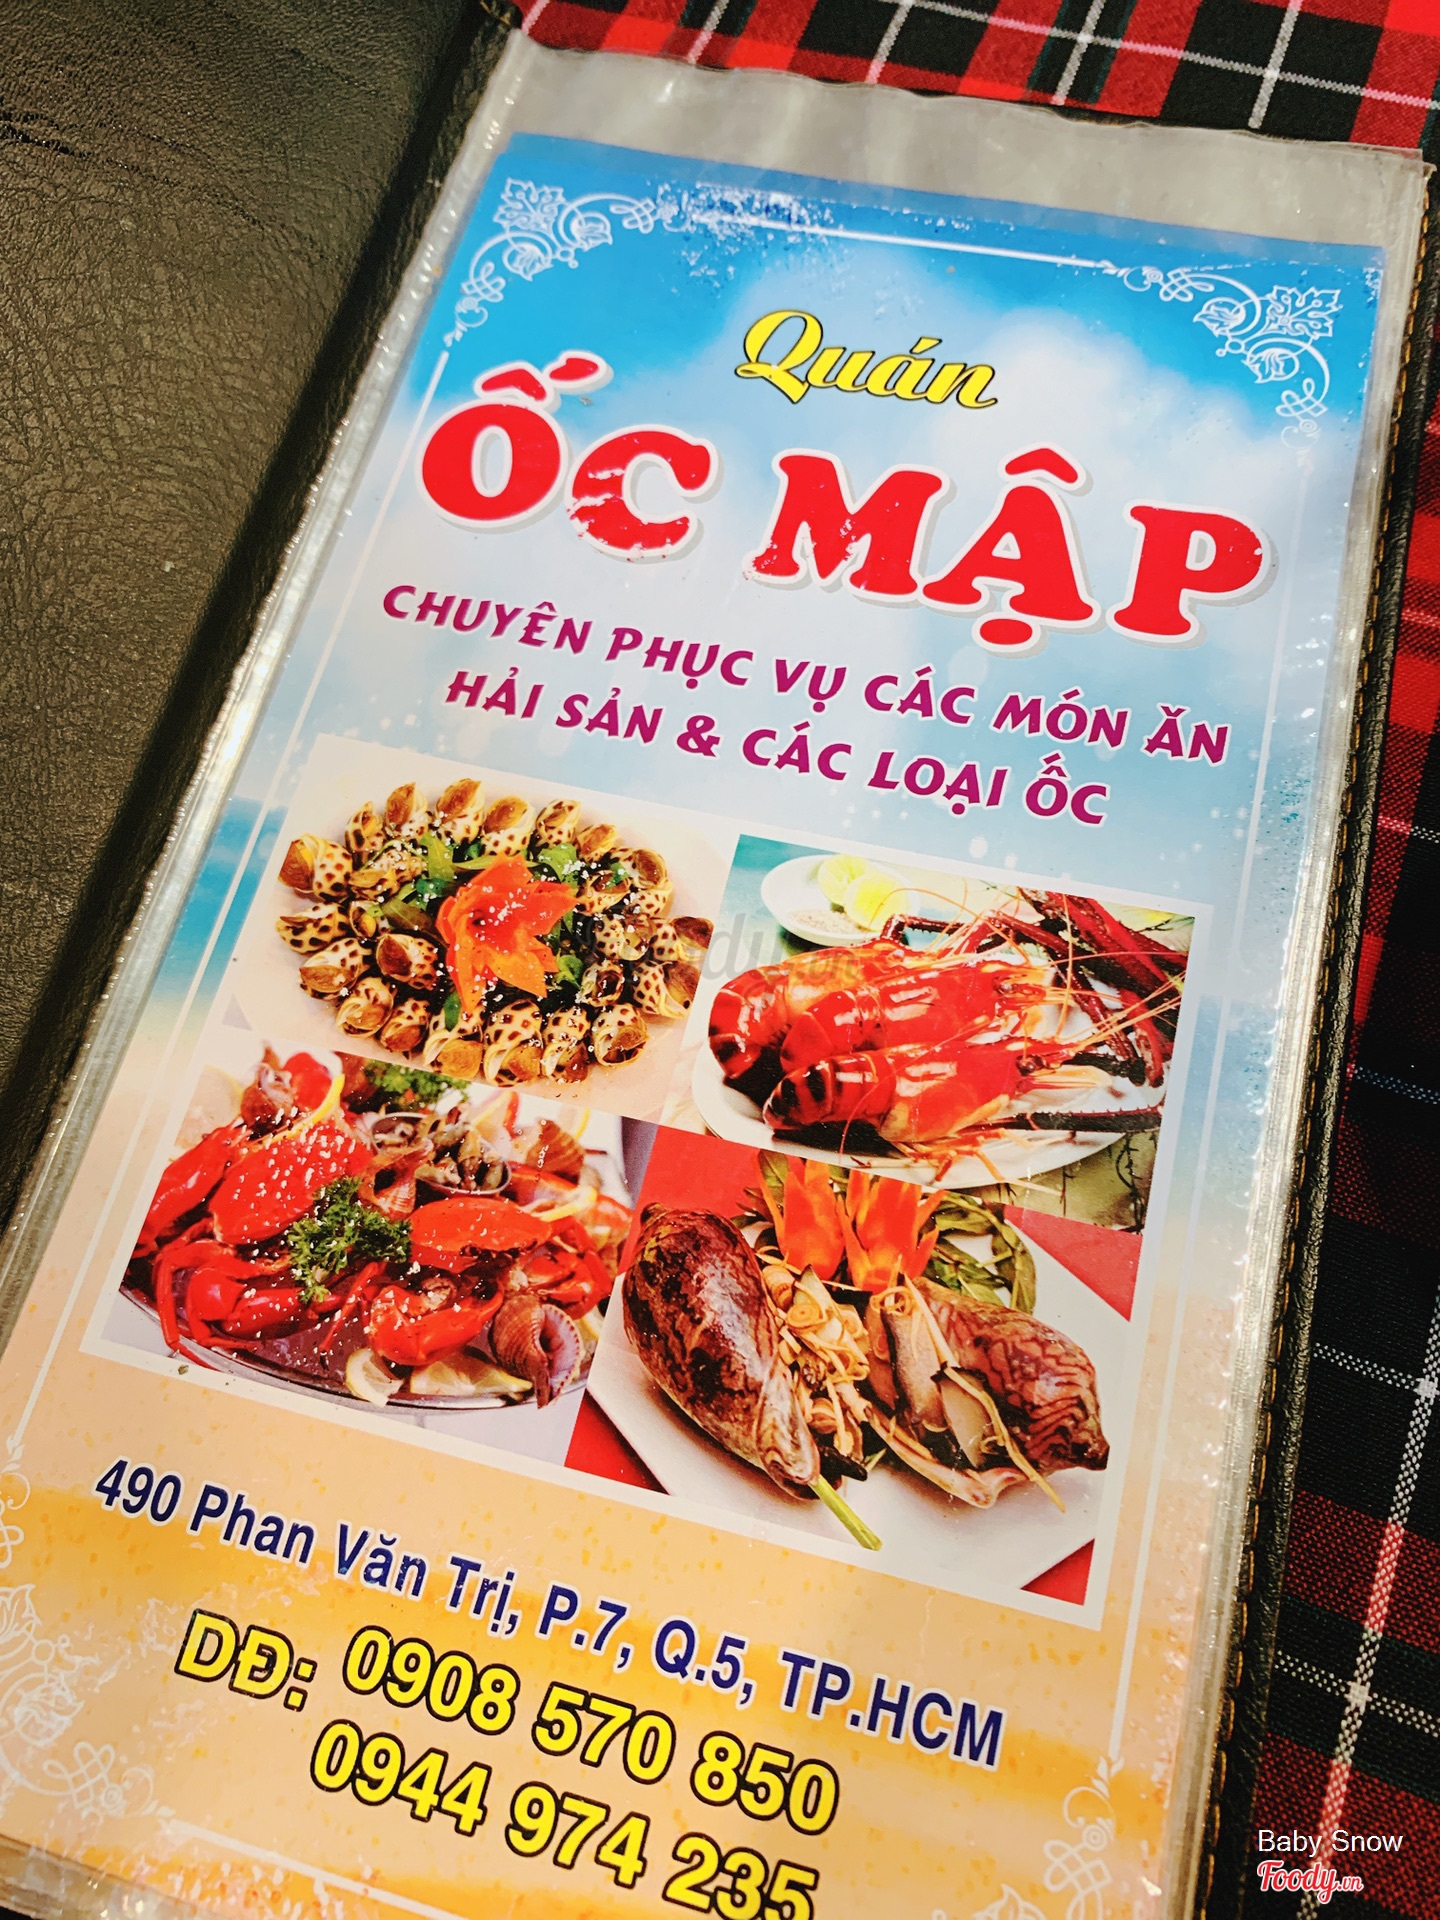 Quán
ỐC MẬP
CHUYÊN PHỤC VỤ CÁC MÓN ĂN
HẢI SẢN & CÁC LOẠI ỐC
490 Phan Văn Trị, P.7, Q.5, TP.HCM
DĐ: 0908 570 850
0944 974 235
Baby Snow
Foody.vn